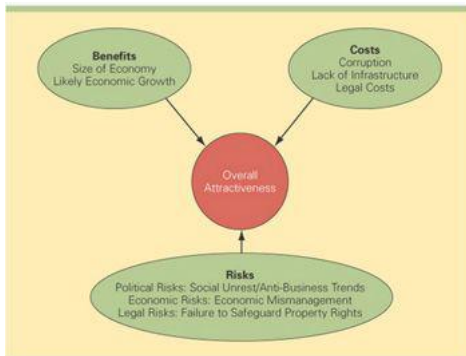 Benefits
Size of Economy
Likely Economic Growth
Costs
Corruption
Lack of Infrastructure
Legal Costs
Overall
Attractiveness
Risks
Political Risks: Social Unrest/Anti-Business Trends
Economic Risks: Economic Mismanagement
Legal Risks: Failure to Safeguard Property Rights